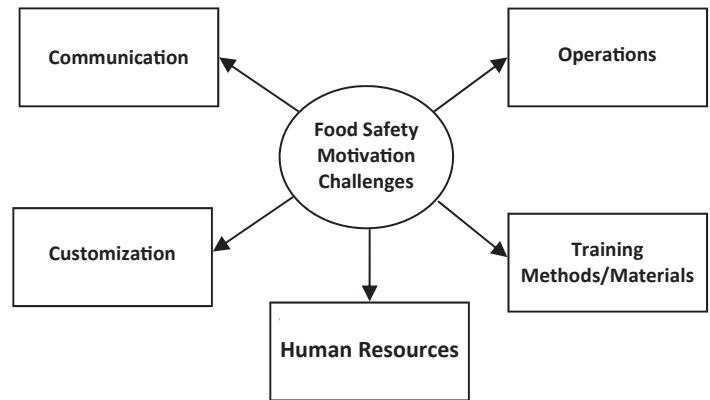 Communication
Operations
Food Safety
Motivation
Challenges
Customization
Training
Methods/Materials
Human Resources